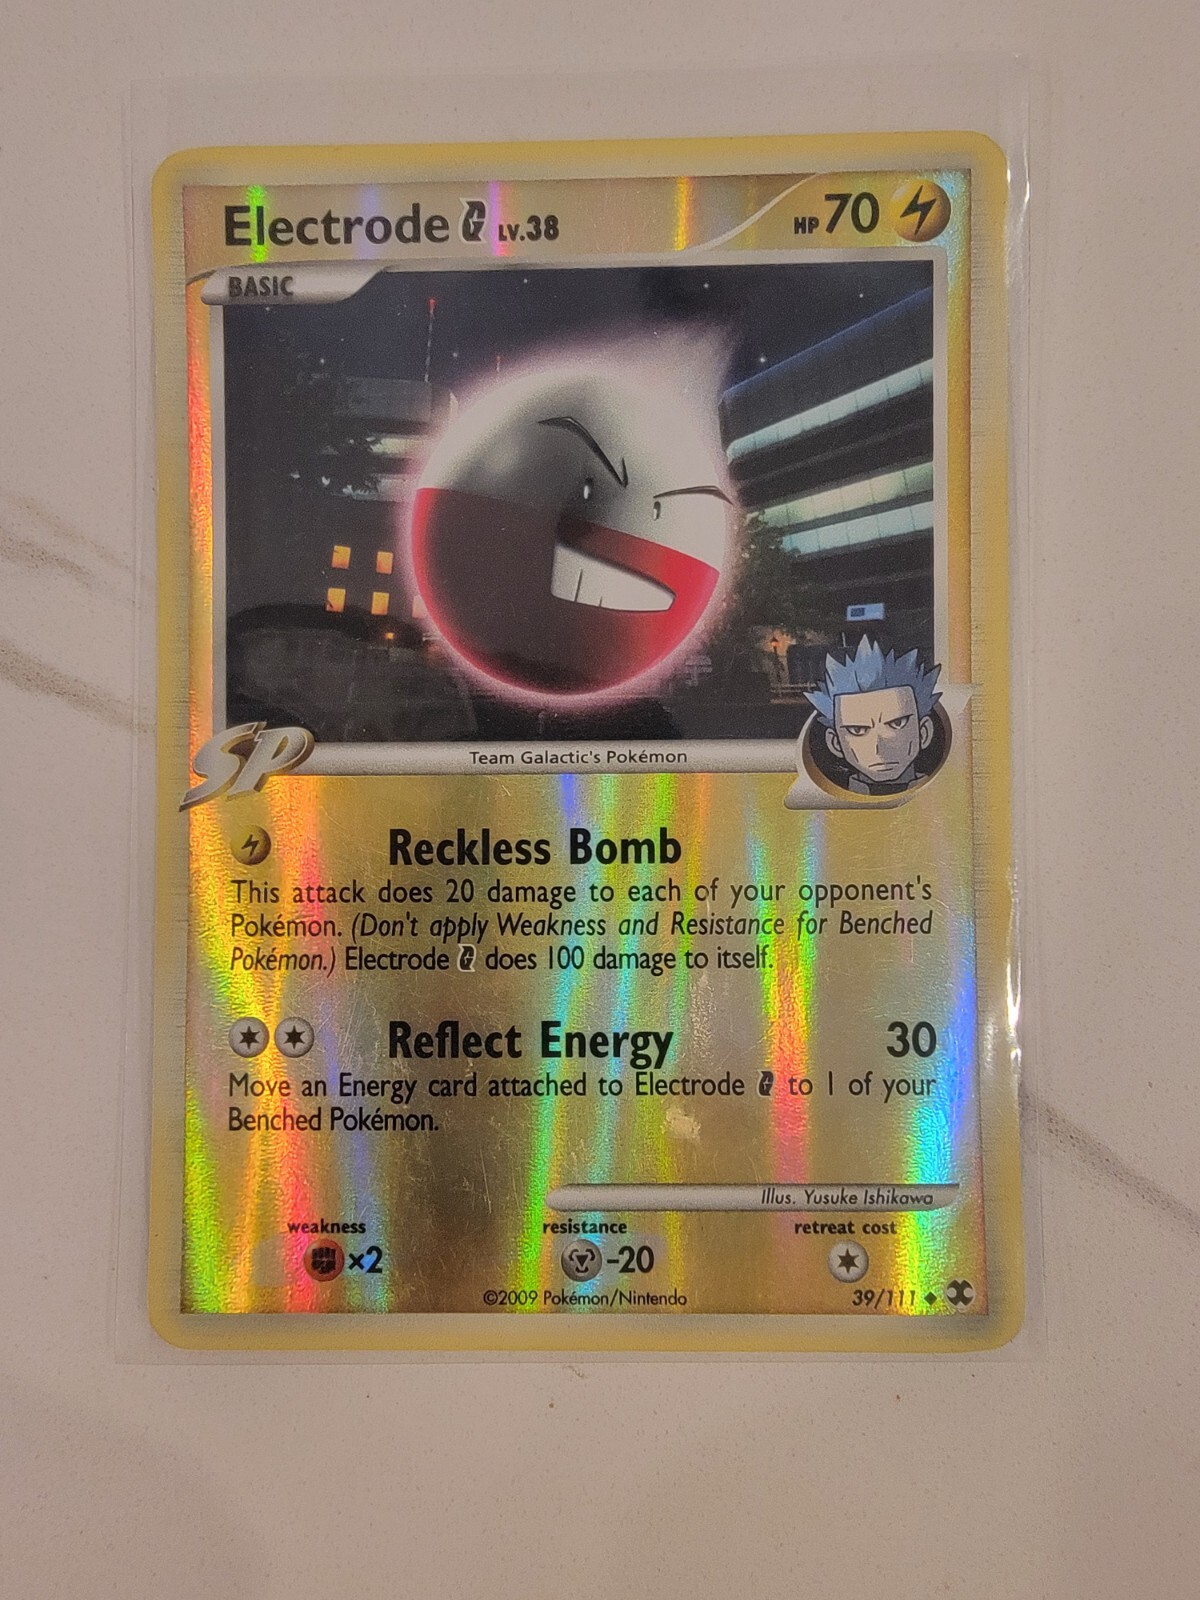 Electrode G LV.38
HP 70
BASIC
SP
Team Galactic's Pokémon
Reckless Bomb
This attack does 20 damage to each of your opponent's
Pokémon. (Don't apply Weakness and Resistance for Benched
Pokémon.) Electrode G does 100 damage to itself.
Reflect Energy 30
Move an Energy card attached to Electrode G to 1 of your
Benched Pokémon.
Illus. Yusuke Ishikawa
weakness resistance retreat cost
×2 -20
©2009 Pokémon/Nintendo 39/111